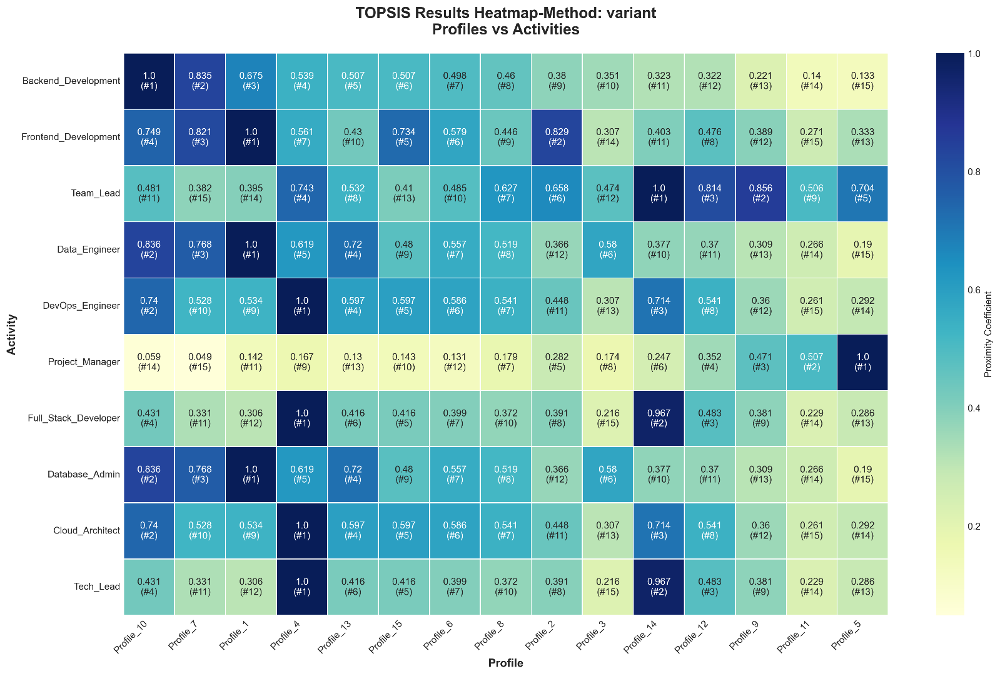 TOPSIS Results Heatmap-Method: variant
Profiles vs Activities
Backend_Development
1.0 0.835 0.675 0.539 0.507 0.507 0.498 0.46 0.38 0.351 0.323 0.322 0.221 0.14 0.133
(#1) (#2) (#3) (#4) (#5) (#6) (#7) (#8) (#9) (#10) (#11) (#12) (#13) (#14) (#15)
Frontend_Development
0.749 0.821 1.0 0.561 0.43 0.734 0.579 0.446 0.829 0.307 0.403 0.476 0.389 0.271 0.333
(#4) (#3) (#1) (#7) (#10) (#5) (#6) (#9) (#2) (#14) (#11) (#8) (#12) (#15) (#13)
Team_Lead
0.481 0.382 0.395 0.743 0.532 0.41 0.485 0.627 0.658 0.474 1.0 0.814 0.856 0.506 0.704
(#11) (#15) (#14) (#4) (#8) (#13) (#10) (#7) (#6) (#12) (#1) (#3) (#2) (#9) (#5)
Data_Engineer
0.836 0.768 1.0 0.619 0.72 0.48 0.557 0.519 0.366 0.58 0.377 0.37 0.309 0.266 0.19
(#2) (#3) (#1) (#5) (#4) (#9) (#7) (#8) (#12) (#6) (#10) (#11) (#13) (#14) (#15)
DevOps_Engineer
0.74 0.528 0.534 1.0 0.597 0.597 0.586 0.541 0.448 0.307 0.714 0.541 0.36 0.261 0.292
(#2) (#10) (#9) (#1) (#4) (#5) (#6) (#7) (#11) (#13) (#3) (#8) (#12) (#15) (#14)
Project_Manager
0.059 0.049 0.142 0.167 0.13 0.143 0.131 0.179 0.282 0.174 0.247 0.352 0.471 0.507 1.0
(#14) (#15) (#11) (#9) (#13) (#10) (#12) (#7) (#5) (#8) (#6) (#4) (#3) (#2) (#1)
Full_Stack_Developer
0.431 0.331 0.306 1.0 0.416 0.416 0.399 0.372 0.391 0.216 0.967 0.483 0.381 0.229 0.286
(#4) (#11) (#12) (#1) (#6) (#5) (#7) (#10) (#8) (#15) (#2) (#3) (#9) (#14) (#13)
Database_Admin
0.836 0.768 1.0 0.619 0.72 0.48 0.557 0.519 0.366 0.58 0.377 0.37 0.309 0.266 0.19
(#2) (#3) (#1) (#5) (#4) (#9) (#7) (#8) (#12) (#6) (#10) (#11) (#13) (#14) (#15)
Cloud_Architect
0.74 0.528 0.534 1.0 0.597 0.597 0.586 0.541 0.448 0.307 0.714 0.541 0.36 0.261 0.292
(#2) (#10) (#9) (#1) (#4) (#5) (#6) (#7) (#11) (#13) (#3) (#8) (#12) (#15) (#14)
Tech_Lead
0.431 0.331 0.306 1.0 0.416 0.416 0.399 0.372 0.391 0.216 0.967 0.483 0.381 0.229 0.286
(#4) (#11) (#12) (#1) (#6) (#5) (#7) (#10) (#8) (#15) (#2) (#3) (#9) (#14) (#13)
Activity
Profile_10 Profile_7 Profile_1 Profile_4 Profile_13 Profile_15 Profile_6 Profile_8 Profile_2 Profile_3 Profile_14 Profile_12 Profile_9 Profile_11 Profile_5
Profile
1.0
0.8
0.6
0.4
0.2
Proximity Coefficient